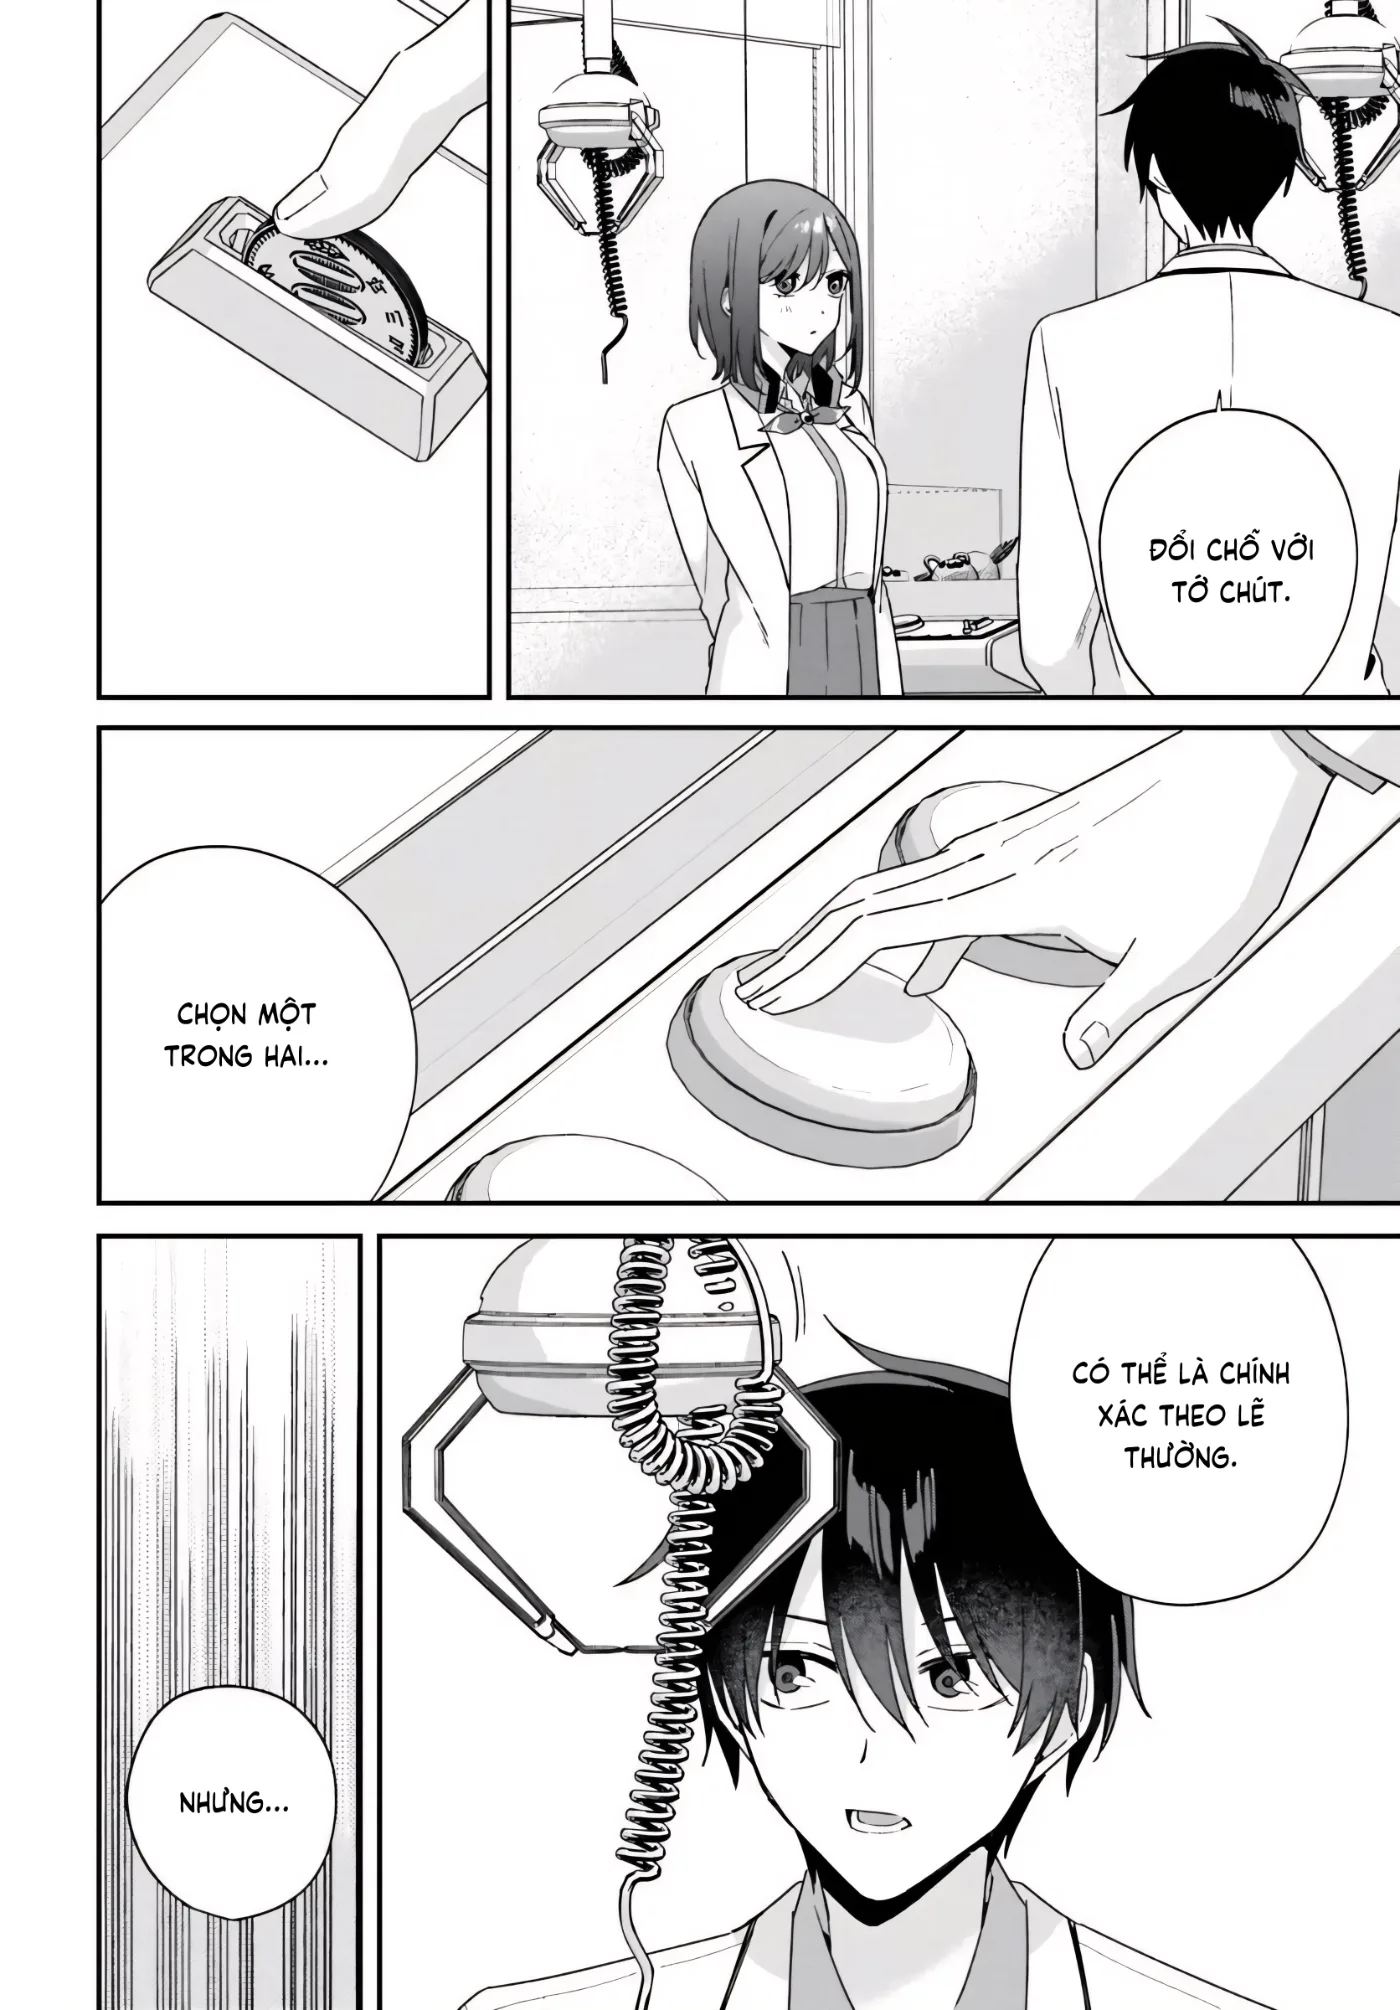 ĐỔI CHỖ VỚI
TỚ CHÚT.
CHỌN MỘT
TRONG HAI...
CÓ THỂ LÀ CHÍNH
XÁC THEO LẼ
THƯỜNG.
NHƯNG...